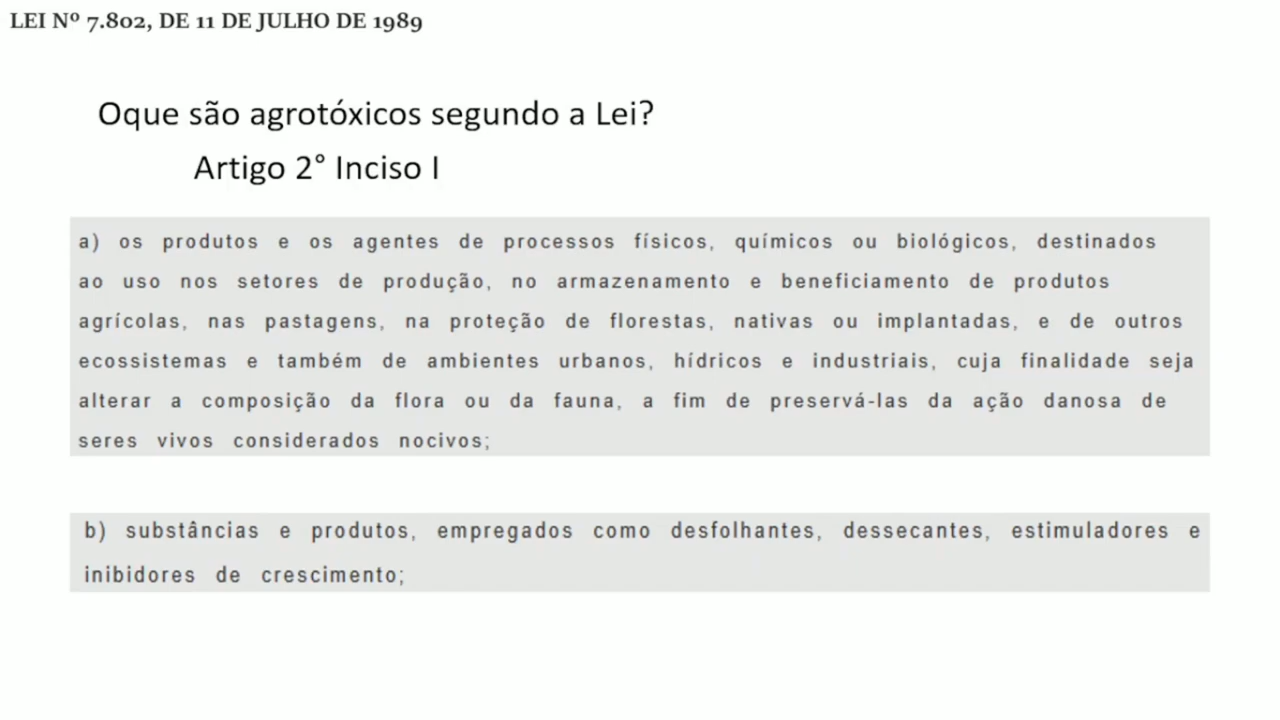 LEI Nº 7.802, DE 11 DE JULHO DE 1989
Oque são agrotóxicos segundo a Lei?
Artigo 2° Inciso I
a) os produtos e os agentes de processos físicos, químicos ou biológicos, destinados
ao uso nos setores de produção, no armazenamento e beneficiamento de produtos
agrícolas, nas pastagens, na proteção de florestas, nativas ou implantadas, e de outros
ecossistemas e também de ambientes urbanos, hídricos e industriais, cuja finalidade seja
alterar a composição da flora ou da fauna, a fim de preservá-las da ação danosa de
seres vivos considerados nocivos;
b) substâncias e produtos, empregados como desfolhantes, dessecantes, estimuladores e
inibidores de crescimento;